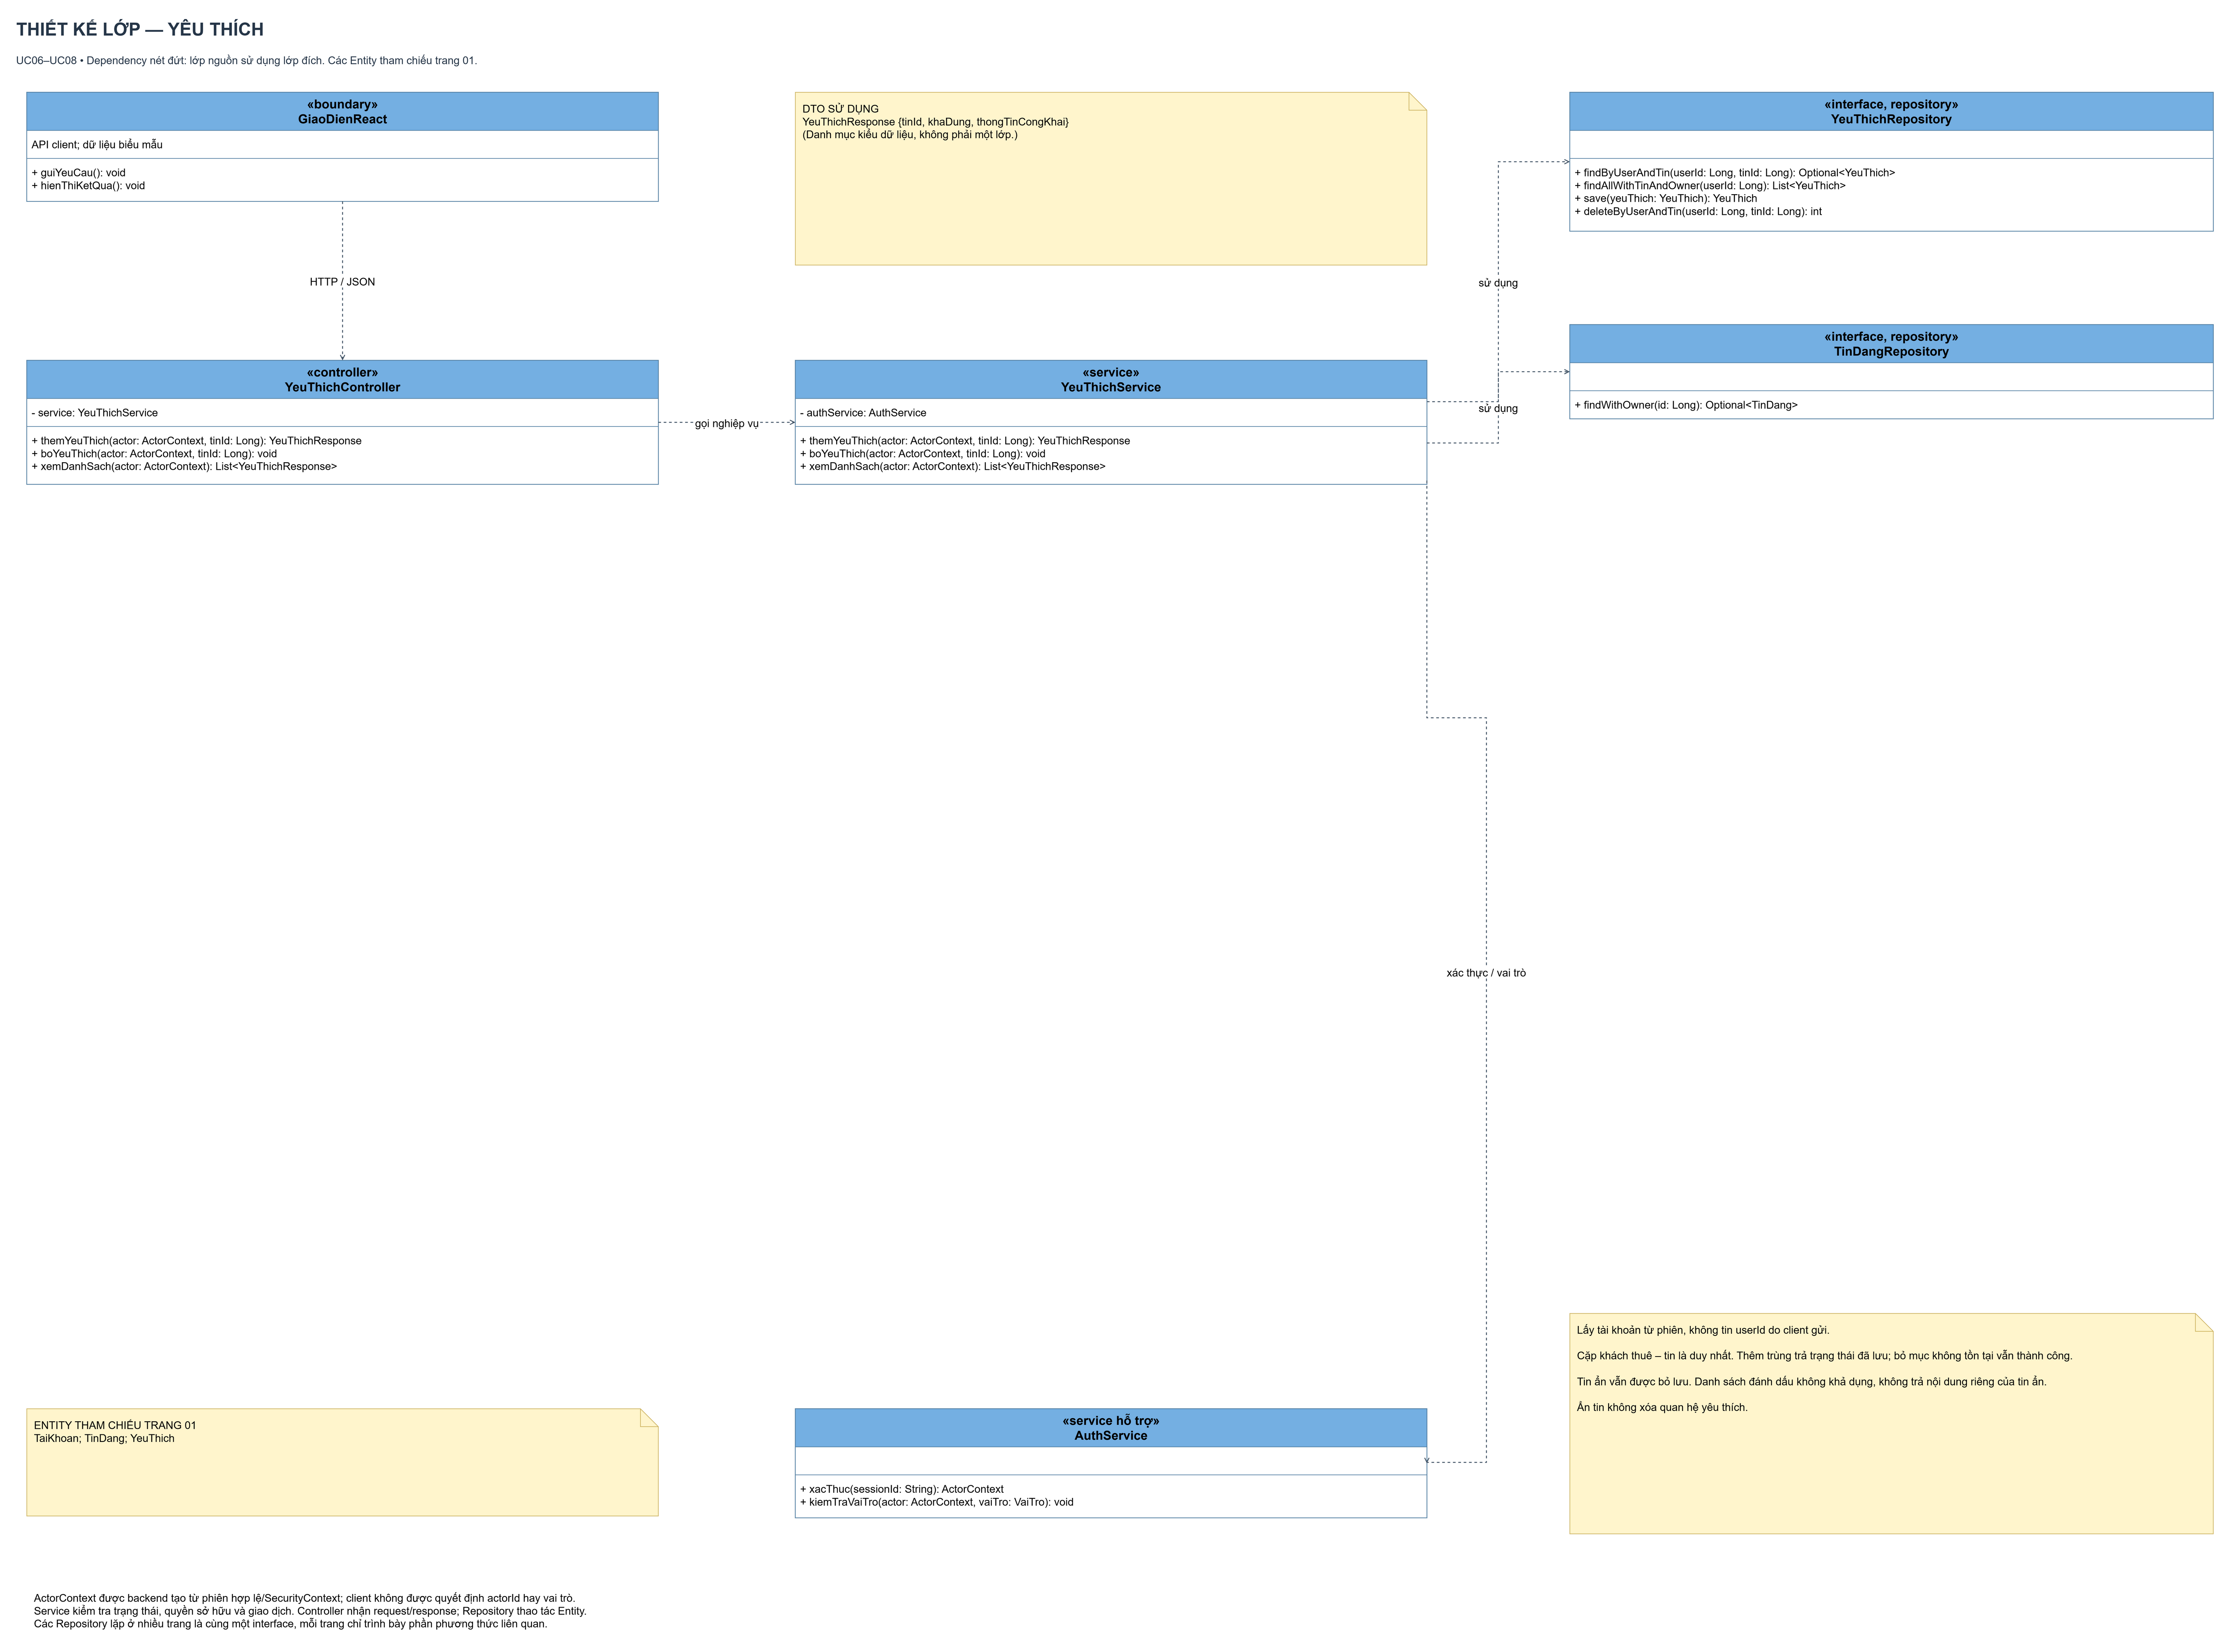 THIẾT KẾ LỚP — YÊU THÍCH
UC06–UC08 • Dependency nét đứt: lớp nguồn sử dụng lớp đích. Các Entity tham chiếu trang 01.
«boundary»
GiaoDienReact
API client; dữ liệu biểu mẫu
+ guiYeuCau(): void
+ hienThiKetQua(): void
DTO SỬ DỤNG
YeuThichResponse {tinId, khaDung, thongTinCongKhai}
(Danh mục kiểu dữ liệu, không phải một lớp.)
«interface, repository»
YeuThichRepository
+ findByUserAndTin(userId: Long, tinId: Long): Optional<YeuThich>
+ findAllWithTinAndOwner(userId: Long): List<YeuThich>
+ save(yeuThich: YeuThich): YeuThich
+ deleteByUserAndTin(userId: Long, tinId: Long): int
HTTP / JSON
sử dụng
«interface, repository»
TinDangRepository
+ findWithOwner(id: Long): Optional<TinDang>
«controller»
YeuThichController
- service: YeuThichService
+ themYeuThich(actor: ActorContext, tinId: Long): YeuThichResponse
+ boYeuThich(actor: ActorContext, tinId: Long): void
+ xemDanhSach(actor: ActorContext): List<YeuThichResponse>
gọi nghiệp vụ
«service»
YeuThichService
- authService: AuthService
+ themYeuThich(actor: ActorContext, tinId: Long): YeuThichResponse
+ boYeuThich(actor: ActorContext, tinId: Long): void
+ xemDanhSach(actor: ActorContext): List<YeuThichResponse>
sử dụng
xác thực / vai trò
Lấy tài khoản từ phiên, không tin userId do client gửi.
Cặp khách thuê – tin là duy nhất. Thêm trùng trả trạng thái đã lưu; bỏ mục không tồn tại vẫn thành công.
Tin ẩn vẫn được bỏ lưu. Danh sách đánh dấu không khả dụng, không trả nội dung riêng của tin ẩn.
Ẩn tin không xóa quan hệ yêu thích.
ENTITY THAM CHIẾU TRANG 01
TaiKhoan; TinDang; YeuThich
«service hỗ trợ»
AuthService
+ xacThuc(sessionId: String): ActorContext
+ kiemTraVaiTro(actor: ActorContext, vaiTro: VaiTro): void
ActorContext được backend tạo từ phiên hợp lệ/SecurityContext; client không được quyết định actorId hay vai trò.
Service kiểm tra trạng thái, quyền sở hữu và giao dịch. Controller nhận request/response; Repository thao tác Entity.
Các Repository lặp ở nhiều trang là cùng một interface, mỗi trang chỉ trình bày phần phương thức liên quan.